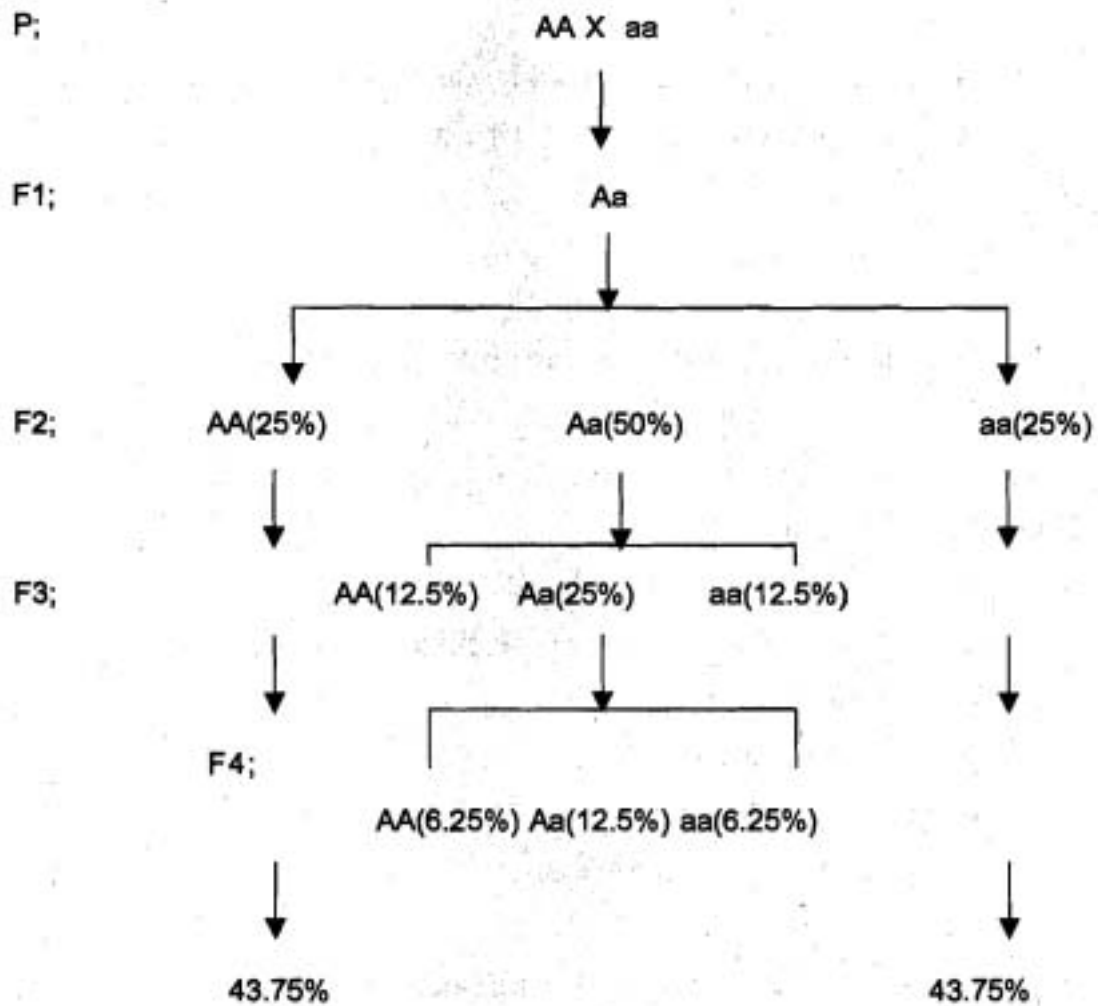 P; AA X aa
F1; Aa
F2; AA(25%) Aa(50%) aa(25%)
F3; AA(12.5%) Aa(25%) aa(12.5%)
F4;
AA(6.25%) Aa(12.5%) aa(6.25%)
43.75% 43.75%